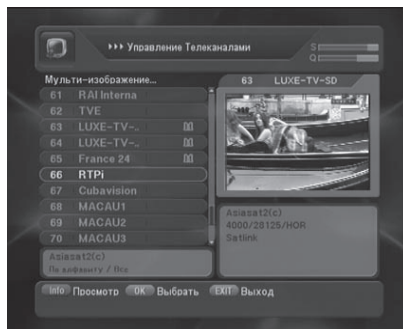 ▸▸▸ Управление Телеканалами
S
Q
Мульти-изображение...
61 RAI Interna
62 TVE
63 LUXE-TV-..
64 LUXE-TV-..
65 France 24
66 RTPi
67 Cubavision
68 MACAU1
69 MACAU2
70 MACAU3
63 LUXE-TV-SD
Asiasat2(c)
4000/28125/HOR
Satlink
Asiasat2(c)
По алфавиту / Все
Info Просмотр OK Выбрать EXIT Выход